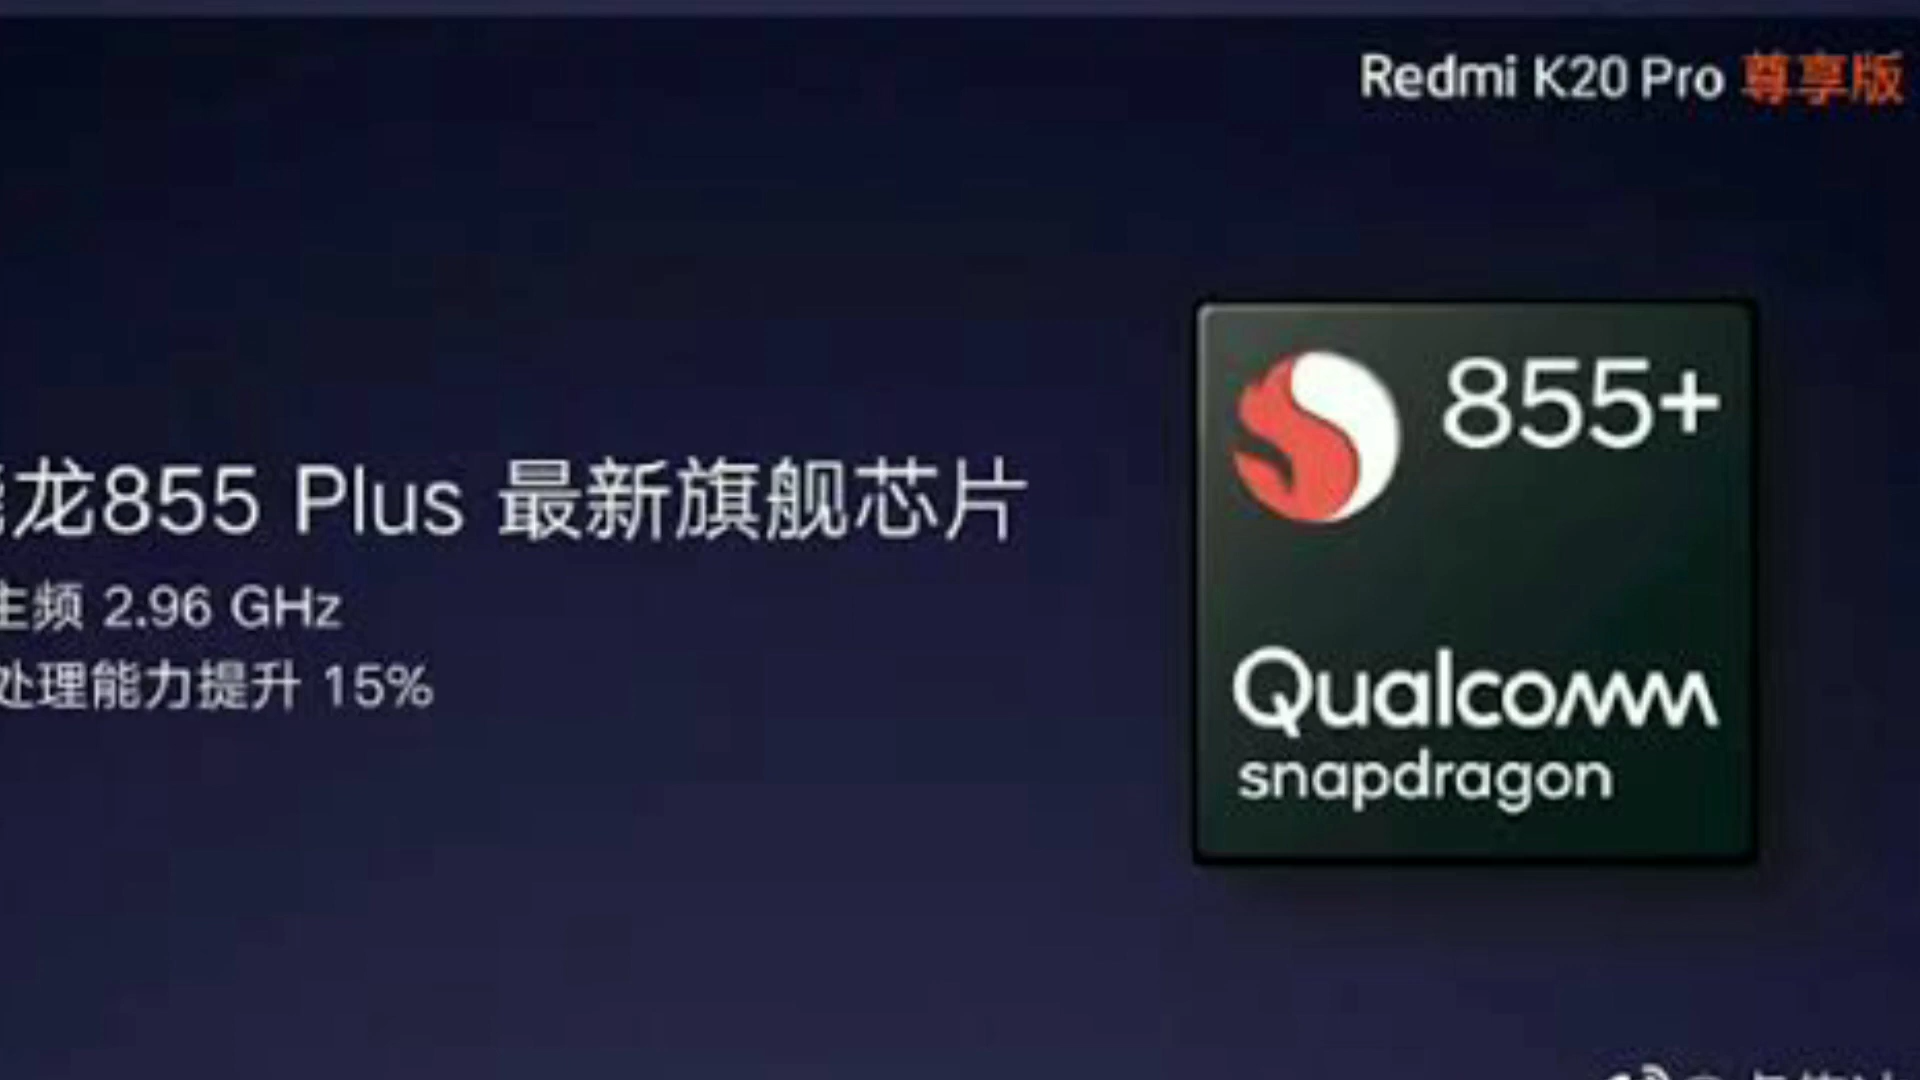 Redmi K20 Pro 尊享版
855+
龙855 Plus 最新旗舰芯片
主频 2.96 GHz
处理能力提升 15%
Qualcomm
snapdragon